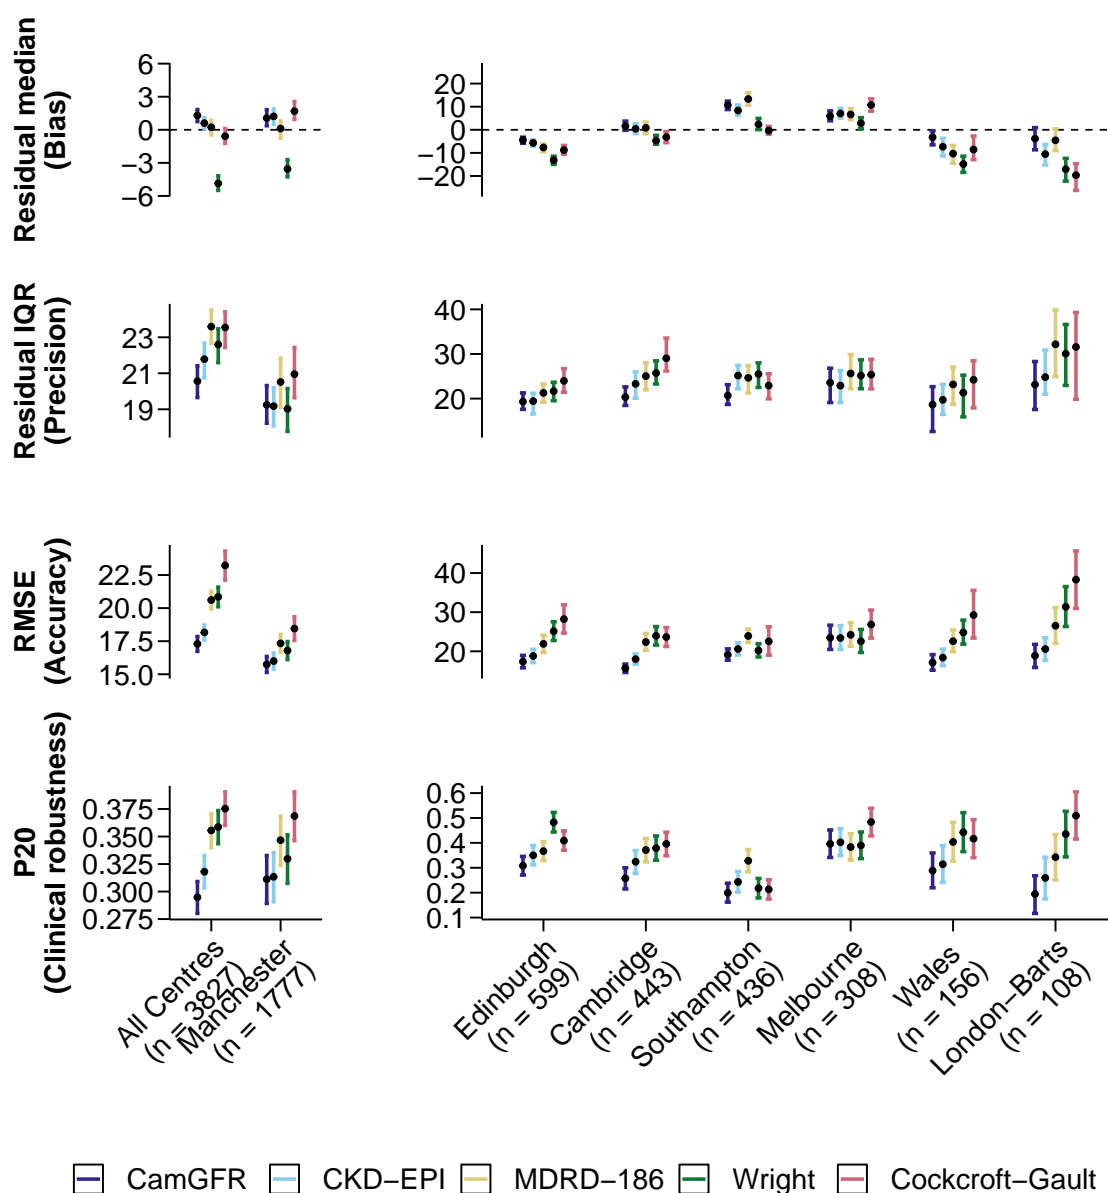 Residual median
(Bias)
6
3
0
−3
−6
20
10
0
−10
−20
Residual IQR
(Precision)
23
21
19
40
30
20
RMSE
(Accuracy)
22.5
20.0
17.5
15.0
40
30
20
P20
(Clinical robustness)
0.375
0.350
0.325
0.300
0.275
0.6
0.5
0.4
0.3
0.2
0.1
All Centres
(n = 3827)
Manchester
(n = 1777)
Edinburgh
(n = 599)
Cambridge
(n = 443)
Southampton
(n = 436)
Melbourne
(n = 308)
Wales
(n = 156)
London−Barts
(n = 108)
CamGFR CKD−EPI MDRD−186 Wright Cockcroft−Gault